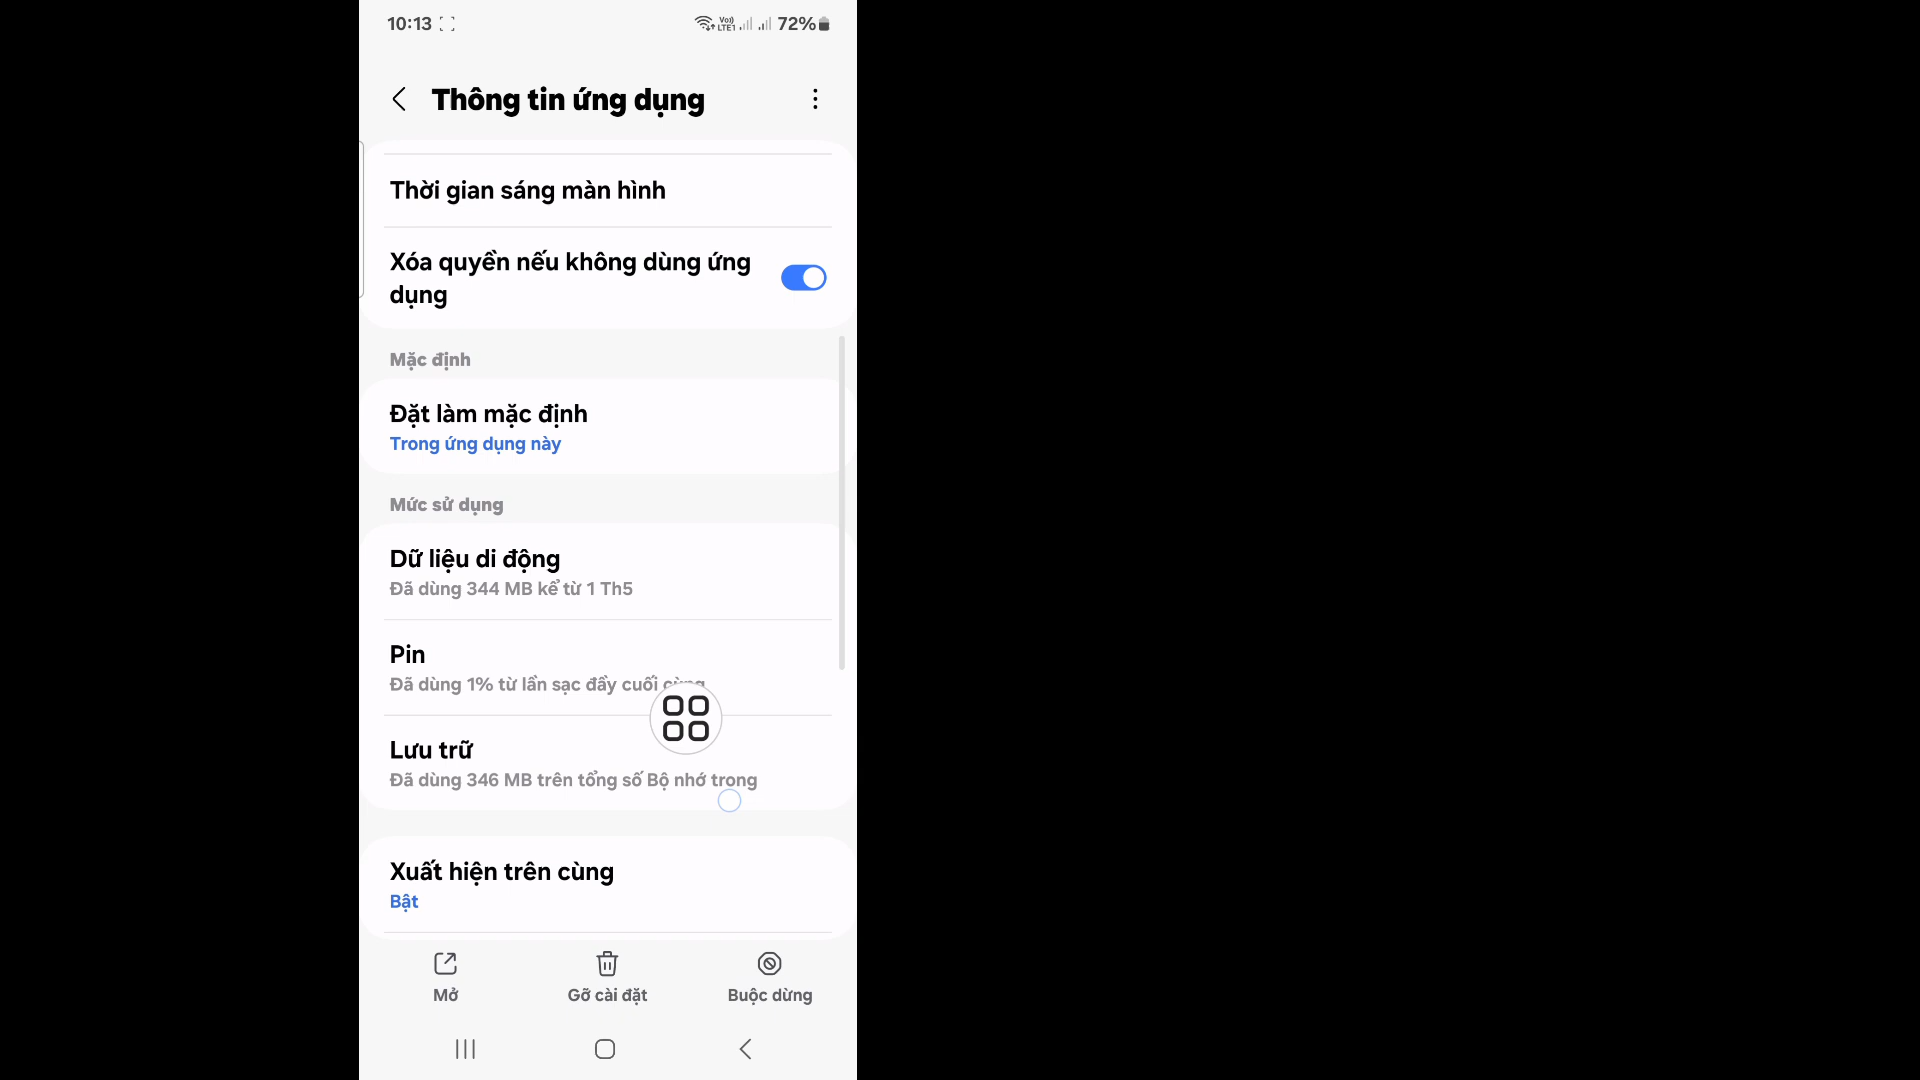 10:13 Vo) LTE1 72%
Thông tin ứng dụng
Thời gian sáng màn hình
Xóa quyền nếu không dùng ứng
dụng
Mặc định
Đặt làm mặc định
Trong ứng dụng này
Mức sử dụng
Dữ liệu di động
Đã dùng 344 MB kể từ 1 Th5
Pin
Đã dùng 1% từ lần sạc đầy cuối cùng
Lưu trữ
Đã dùng 346 MB trên tổng số Bộ nhớ trong
Xuất hiện trên cùng
Bật
Mở Gỡ cài đặt Buộc dừng